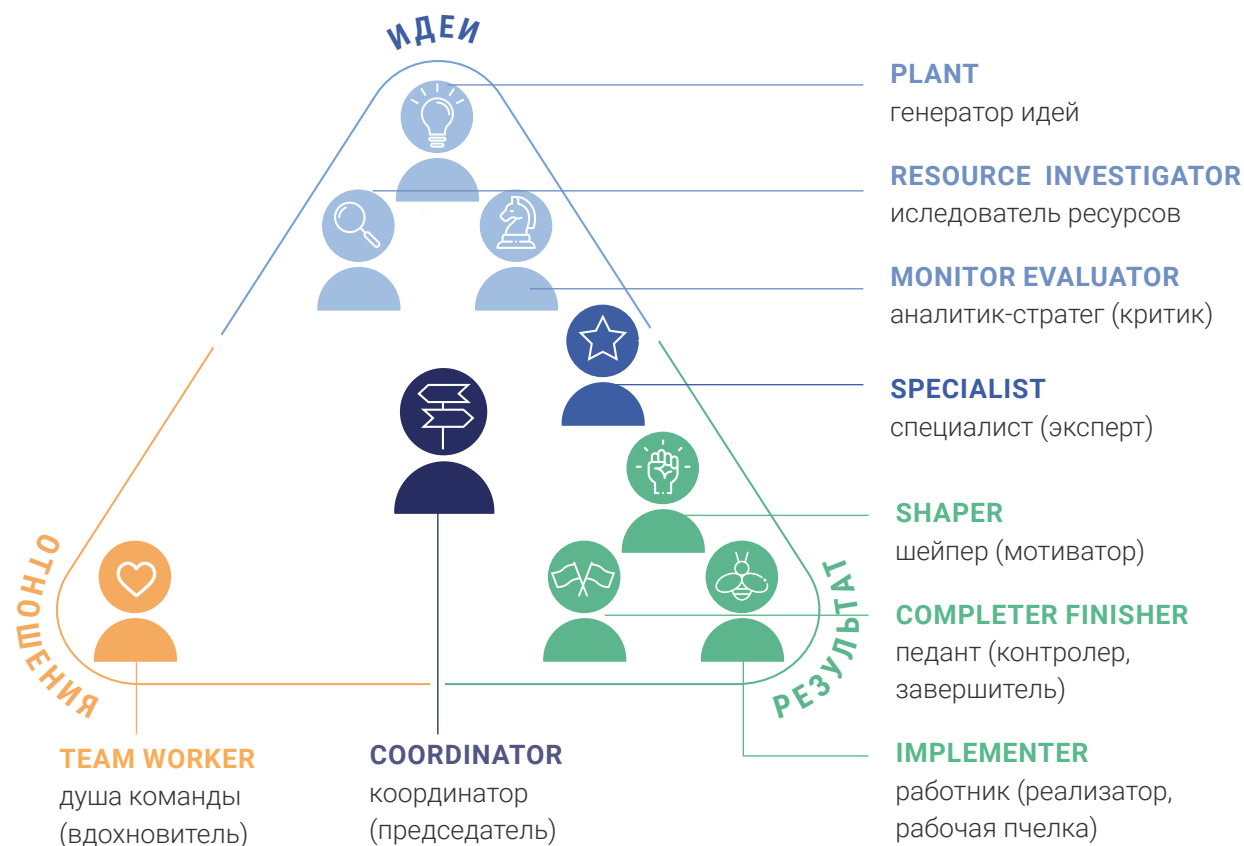 ИДЕИ
PLANT
генератор идей
RESOURCE INVESTIGATOR
иследователь ресурсов
MONITOR EVALUATOR
аналитик-стратег (критик)
SPECIALIST
специалист (эксперт)
SHAPER
шейпер (мотиватор)
COMPLETER FINISHER
педант (контролер,
завершитель)
IMPLEMENTER
работник (реализатор,
рабочая пчелка)
РЕЗУЛЬТАТ
ОТНОШЕНИЯ
TEAM WORKER
душа команды
(вдохновитель)
COORDINATOR
координатор
(председатель)